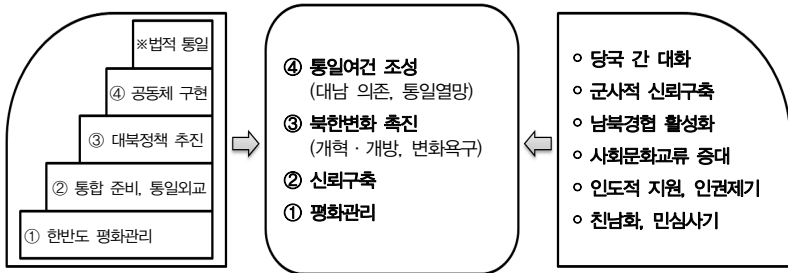 ※법적 통일
④ 공동체 구현
③ 대북정책 추진
② 통합 준비, 통일외교
① 한반도 평화관리
④ 통일여건 조성
(대남 의존, 통일열망)
③ 북한변화 촉진
(개혁 · 개방, 변화욕구)
② 신뢰구축
① 평화관리
○ 당국 간 대화
○ 군사적 신뢰구축
○ 남북경협 활성화
○ 사회문화교류 증대
○ 인도적 지원, 인권제기
○ 친남화, 민심사기